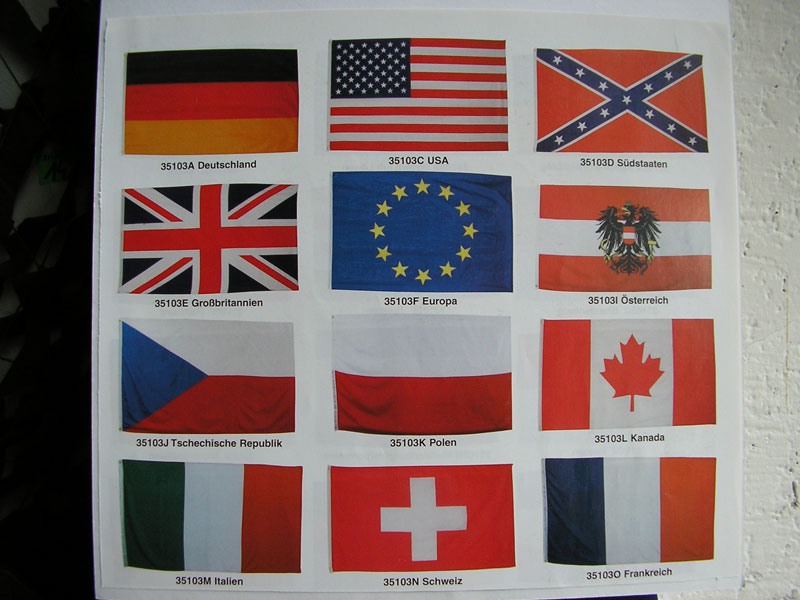 35103A Deutschland
35103C USA
35103D Südstaaten
35103E Großbritannien
35103F Europa
35103I Österreich
35103J Tschechische Republik
35103K Polen
35103L Kanada
35103M Italien
35103N Schweiz
35103O Frankreich